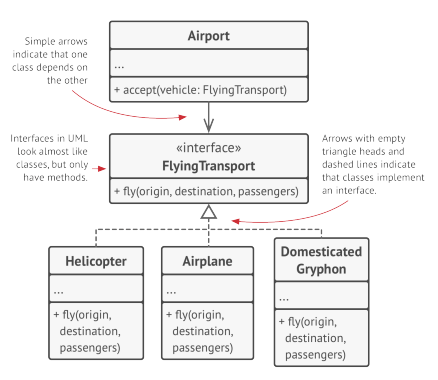 Simple arrows
indicate that one
class depends on
the other
Airport
...
+ accept(vehicle: FlyingTransport)
Interfaces in UML
look almost like
classes, but only
have methods.
«interface»
FlyingTransport
+ fly(origin, destination, passengers)
Arrows with empty
triangle heads and
dashed lines indicate
that classes implement
an interface.
Helicopter
...
+ fly(origin,
destination,
passengers)
Airplane
...
+ fly(origin,
destination,
passengers)
Domesticated
Gryphon
...
+ fly(origin,
destination,
passengers)